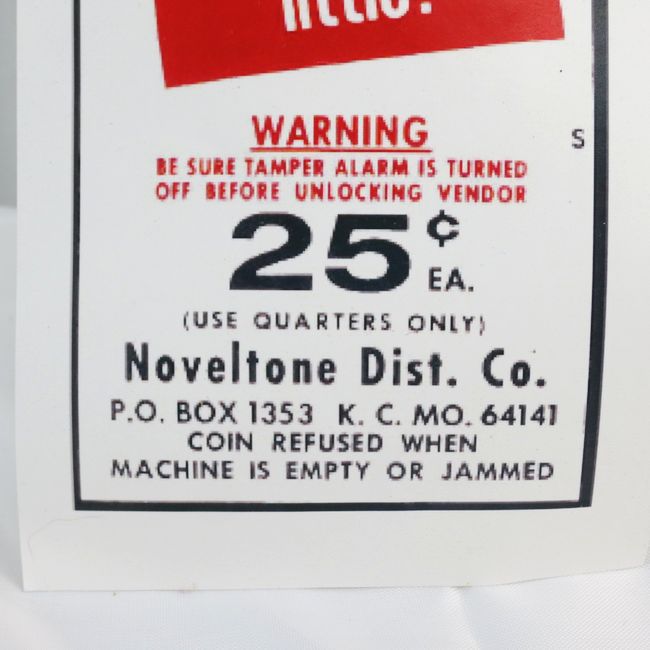 little!
WARNING
S
BE SURE TAMPER ALARM IS TURNED
OFF BEFORE UNLOCKING VENDOR
25¢
EA.
(USE QUARTERS ONLY)
Noveltone Dist. Co.
P.O. BOX 1353 K. C. MO. 64141
COIN REFUSED WHEN
MACHINE IS EMPTY OR JAMMED